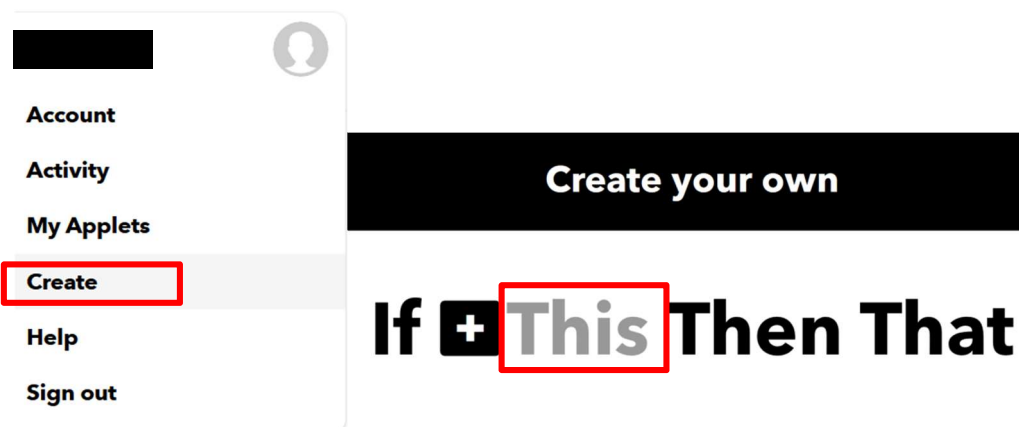 Account
Activity
My Applets
Create
Help
Sign out
Create your own
If + This Then That